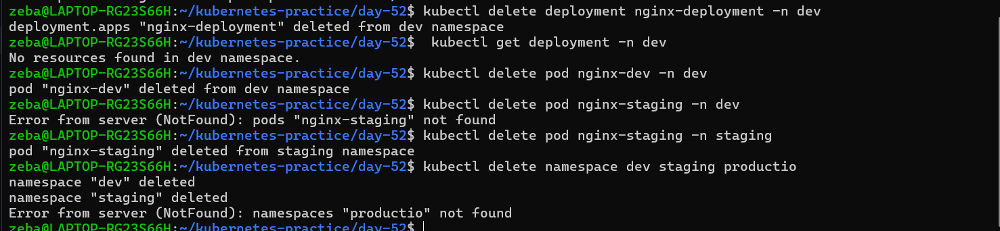 zeba@LAPTOP-RG23S66H:~/kubernetes-practice/day-52$ kubectl delete deployment nginx-deployment -n dev
deployment.apps "nginx-deployment" deleted from dev namespace
zeba@LAPTOP-RG23S66H:~/kubernetes-practice/day-52$  kubectl get deployment -n dev
No resources found in dev namespace.
zeba@LAPTOP-RG23S66H:~/kubernetes-practice/day-52$ kubectl delete pod nginx-dev -n dev
pod "nginx-dev" deleted from dev namespace
zeba@LAPTOP-RG23S66H:~/kubernetes-practice/day-52$ kubectl delete pod nginx-staging -n dev
Error from server (NotFound): pods "nginx-staging" not found
zeba@LAPTOP-RG23S66H:~/kubernetes-practice/day-52$ kubectl delete pod nginx-staging -n staging
pod "nginx-staging" deleted from staging namespace
zeba@LAPTOP-RG23S66H:~/kubernetes-practice/day-52$ kubectl delete namespace dev staging productio
namespace "dev" deleted
namespace "staging" deleted
Error from server (NotFound): namespaces "productio" not found
zeba@LAPTOP-RG23S66H:~/kubernetes-practice/day-52$